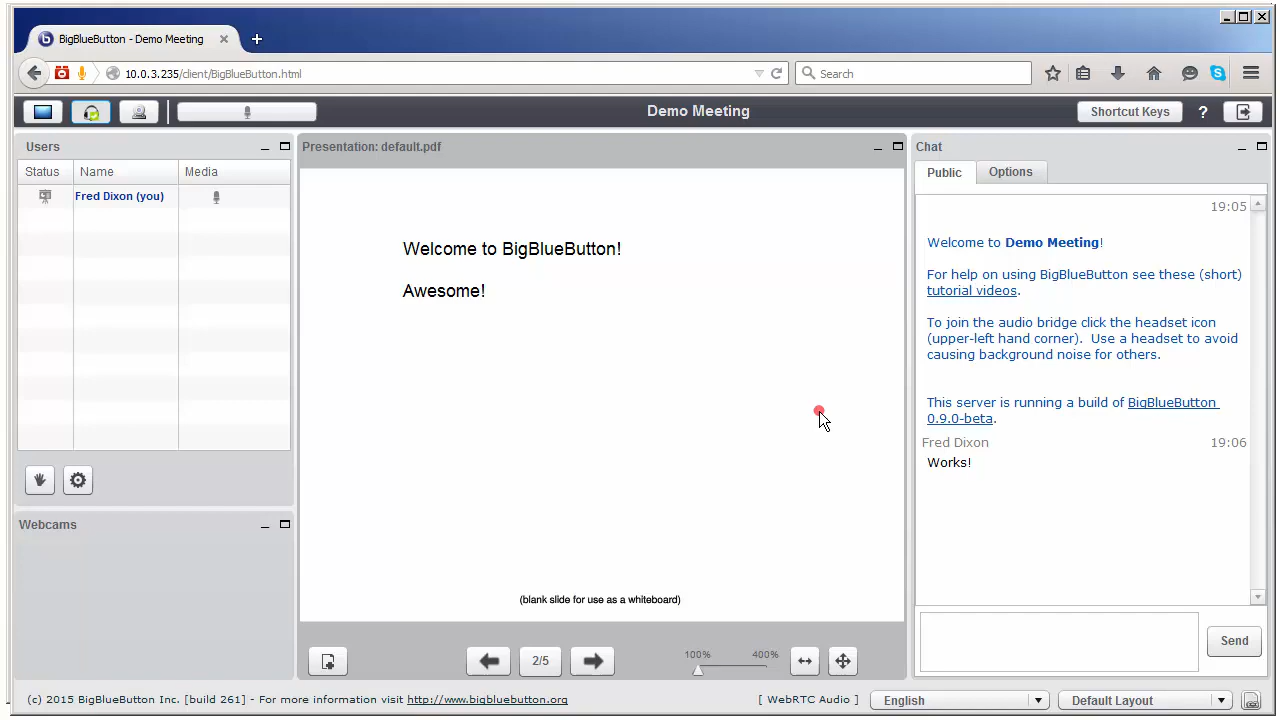 BigBlueButton - Demo Meeting
10.0.3.235/client/BigBlueButton.html
Search
Demo Meeting
Shortcut Keys
?
Users
Status Name Media
Fred Dixon (you)
Webcams
Presentation: default.pdf
Welcome to BigBlueButton!
Awesome!
(blank slide for use as a whiteboard)
2/5
100% 400%
Chat
Public Options
19:05
Welcome to Demo Meeting!
For help on using BigBlueButton see these (short)
tutorial videos.
To join the audio bridge click the headset icon
(upper-left hand corner).  Use a headset to avoid
causing background noise for others.
This server is running a build of BigBlueButton
0.9.0-beta.
Fred Dixon 19:06
Works!
Send
(c) 2015 BigBlueButton Inc. [build 261] - For more information visit http://www.bigbluebutton.org
[ WebRTC Audio ]
English
Default Layout